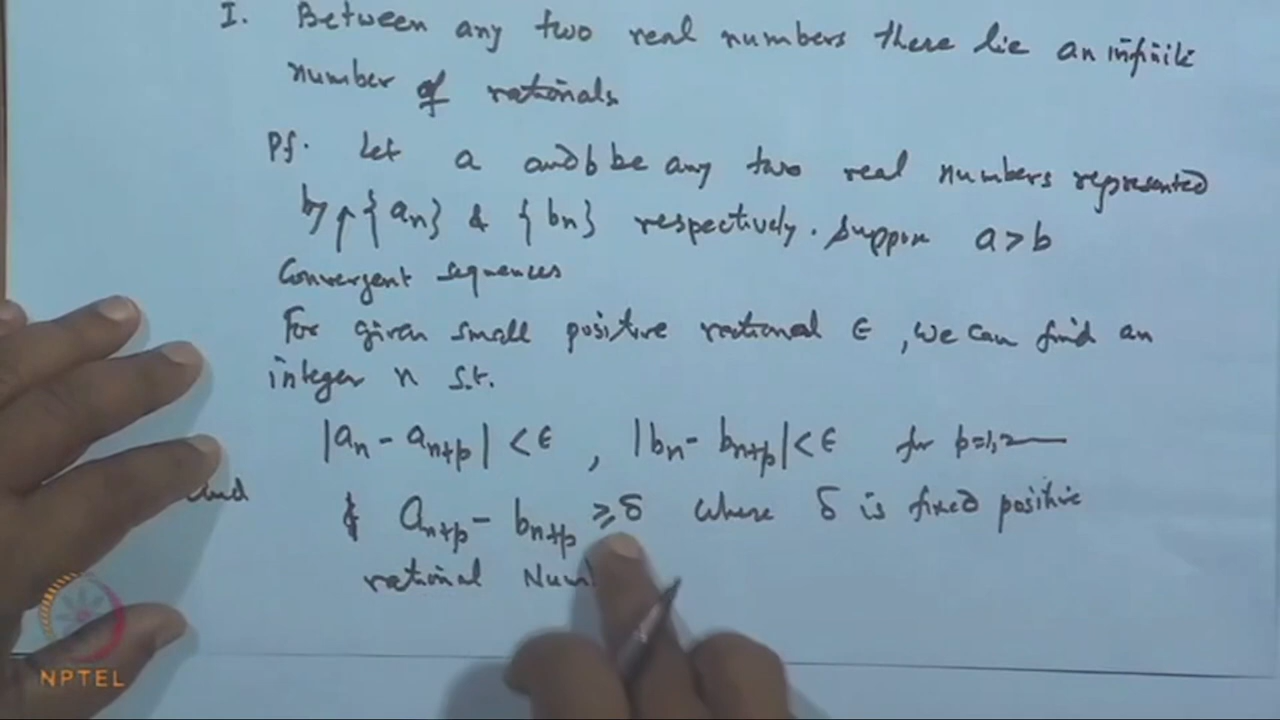 I. Between any two real numbers there lie an infinite
number of rationals.
Pf. Let a and b be any two real numbers represented
by ↑ {an} & {bn} respectively. Suppose a > b
Convergent sequences
For given small positive rational ε, we can find an
integer n s.t.
|an - an+p| < ε , |bn - bn+p| < ε for p=1,2—
and & an+p - bn+p ≥ δ where δ is fixed positive
rational Num
NPTEL